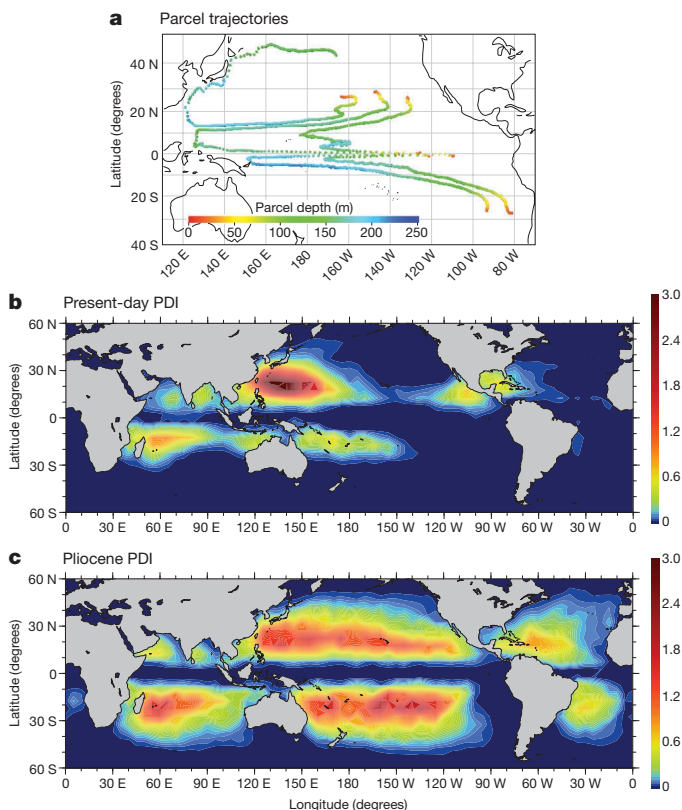 a Parcel trajectories
Latitude (degrees)
40 N
20 N
0
20 S
40 S
Parcel depth (m)
0 50 100 150 200 250
120 E 140 E 160 E 180 160 W 140 W 120 W 100 W 80 W
b Present-day PDI
Latitude (degrees)
60 N
30 N
0
30 S
60 S
0 30 E 60 E 90 E 120 E 150 E 180 150 W 120 W 90 W 60 W 30 W 0
3.0
2.4
1.8
1.2
0.6
0
c Pliocene PDI
Latitude (degrees)
60 N
30 N
0
30 S
60 S
0 30 E 60 E 90 E 120 E 150 E 180 150 W 120 W 90 W 60 W 30 W 0
Longitude (degrees)
3.0
2.4
1.8
1.2
0.6
0